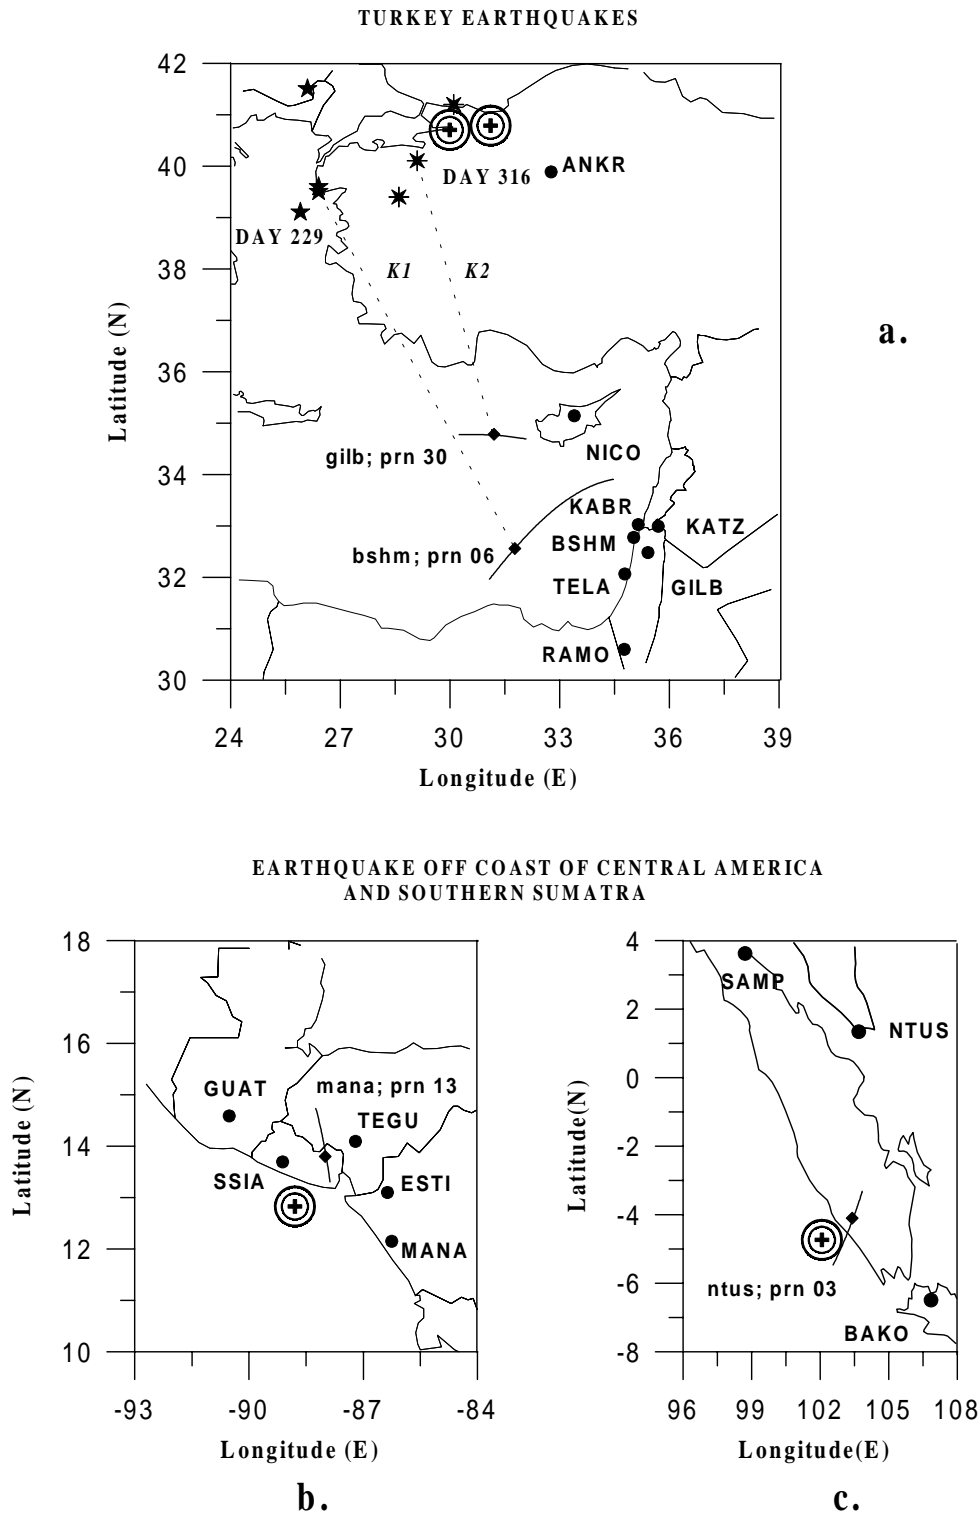 TURKEY EARTHQUAKES
42
40
38
36
34
32
30
Latitude (N)
ANKR
DAY 316
DAY 229
K1
K2
a.
NICO
gilb; prn 30
KABR
KATZ
BSHM
bshm; prn 06
TELA
GILB
RAMO
24
27
30
33
36
39
Longitude (E)
EARTHQUAKE OFF COAST OF CENTRAL AMERICA
AND SOUTHERN SUMATRA
18
16
14
12
10
Latitude (N)
mana; prn 13
GUAT
TEGU
SSIA
ESTI
MANA
-93
-90
-87
-84
Longitude (E)
b.
4
2
0
-2
-4
-6
-8
Latitude(N)
SAMP
NTUS
ntus; prn 03
BAKO
96
99
102
105
108
Longitude(E)
c.